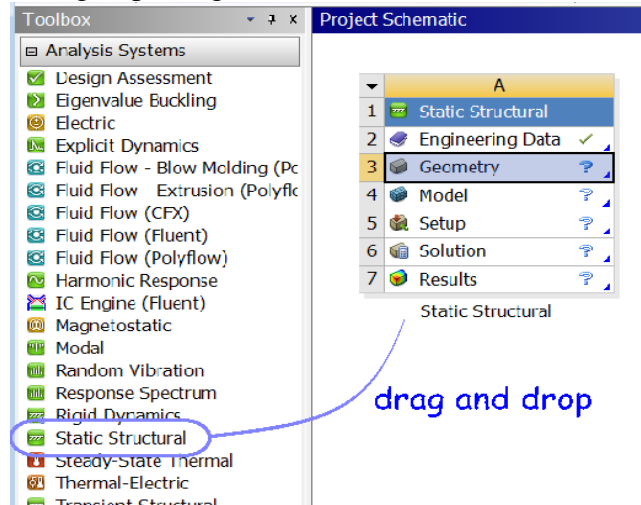 Toolbox
Analysis Systems
Design Assessment
Eigenvalue Buckling
Electric
Explicit Dynamics
Fluid Flow - Blow Molding (Po
Fluid Flow Extrusion (Polyflo
Fluid Flow (CFX)
Fluid Flow (Fluent)
Fluid Flow (Polyflow)
Harmonic Response
IC Engine (Fluent)
Magnetostatic
Modal
Random Vibration
Response Spectrum
Rigid Dynamics
Static Structural
Steady-State Thermal
Thermal-Electric
Transient Structural
Project Schematic
A
1 Static Structural
2 Engineering Data
3 Geometry ?
4 Model ?
5 Setup ?
6 Solution ?
7 Results ?
Static Structural
drag and drop